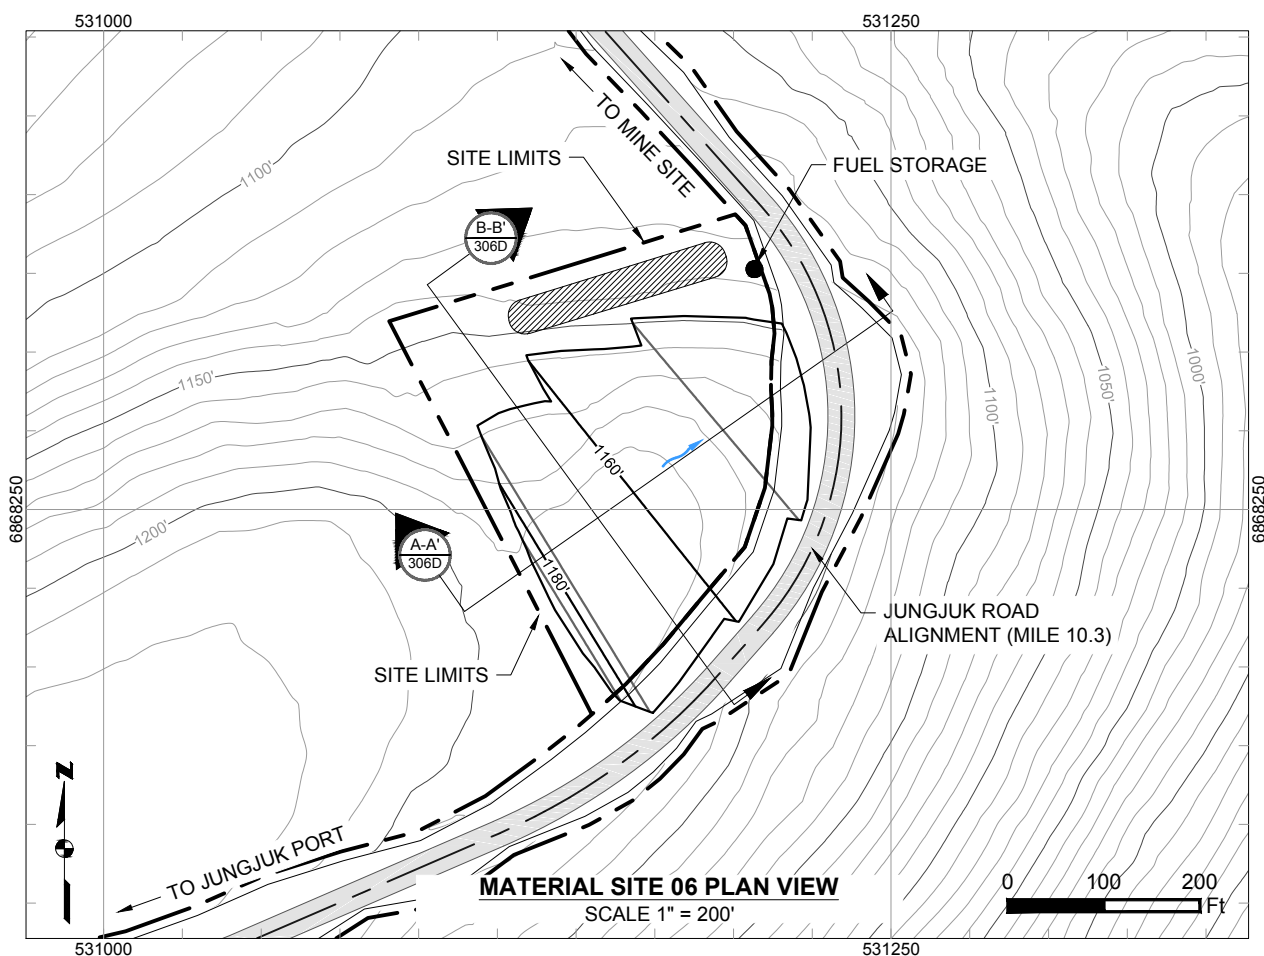 531000
531250
TO MINE SITE
SITE LIMITS
FUEL STORAGE
1100'
B-B'
306D
1150'
1100'
1050'
1000'
1160'
6868250
6868250
1200'
A-A'
306D
1180'
JUNGJUK ROAD
ALIGNMENT (MILE 10.3)
SITE LIMITS
N
TO JUNGJUK PORT
MATERIAL SITE 06 PLAN VIEW
SCALE 1" = 200'
0 100 200
Ft
531000
531250